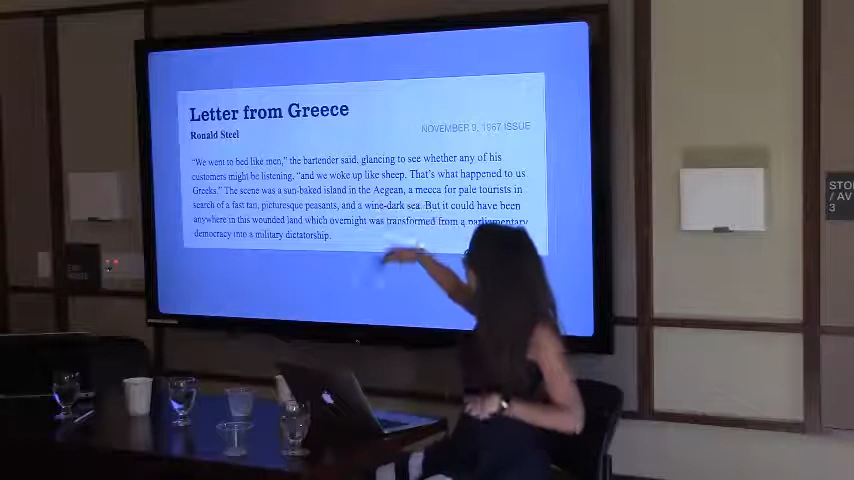 Letter from Greece
Ronald Steel
NOVEMBER 9, 1967 ISSUE
"We went to bed like men," the bartender said, glancing to see whether any of his
customers might be listening, "and we woke up like sheep. That's what happened to us
Greeks." The scene was a sun-baked island in the Aegean, a mecca for pale tourists in
search of a fast tan, picturesque peasants, and a wine-dark sea. But it could have been
anywhere in this wounded land which overnight was transformed from a parliamentary
democracy into a military dictatorship.
STO
/ AV
3